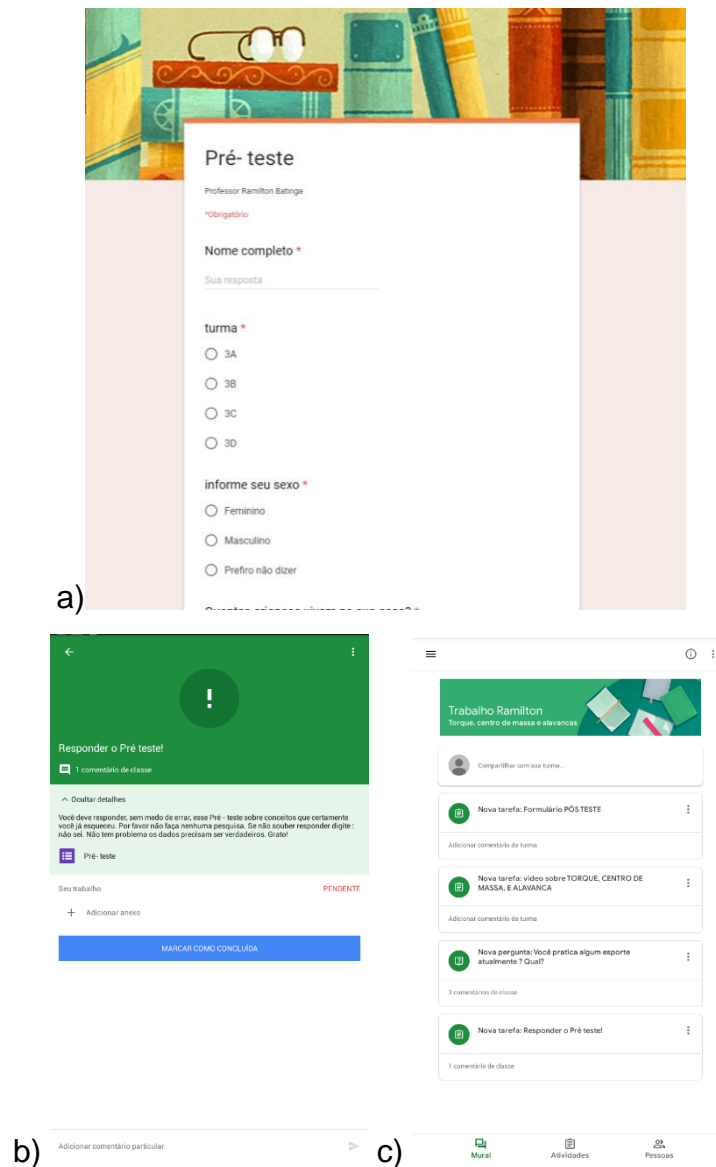 Pré- teste
Professor Ramilton Batinga
*Obrigatório
Nome completo *
Sua resposta
turma *
3A
3B
3C
3D
informe seu sexo *
Feminino
Masculino
Prefiro não dizer
a)
Responder o Pré teste!
1 comentário de classe
Ocultar detalhes
Você deve responder, sem medo de errar, esse Pré - teste sobre conceitos que certamente
você já esqueceu. Por favor não faça nenhuma pesquisa. Se não souber responder digite :
não sei. Não tem problema os dados precisam ser verdadeiros. Grato!
Pré- teste
Seu trabalho PENDENTE
+ Adicionar anexo
MARCAR COMO CONCLUÍDA
Adicionar comentário particular
b)
Trabalho Ramilton
Torque, centro de massa e alavancas
Compartilhar com sua turma...
Nova tarefa: Formulário PÓS TESTE
Adicionar comentário da turma
Nova tarefa: video sobre TORQUE, CENTRO DE
MASSA, E ALAVANCA
Adicionar comentário da turma
Nova pergunta: Você pratica algum esporte
atualmente ? Qual?
comentários de classe
Nova tarefa: Responder o Pré teste!
1 comentário de classe
Mural Atividades Pessoas
c)